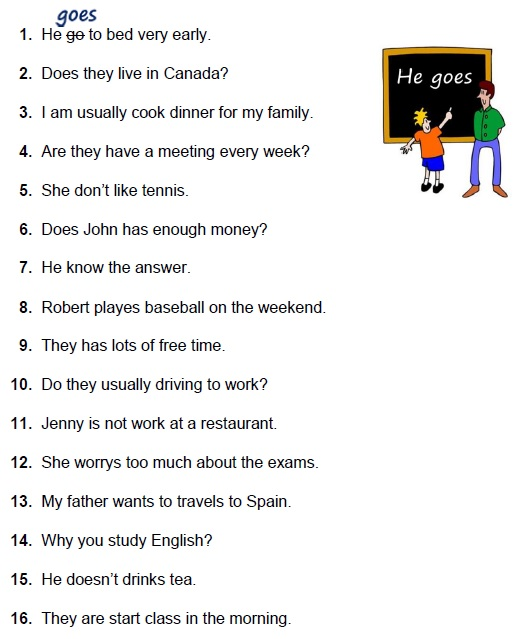 goes
1. He go to bed very early.
2. Does they live in Canada?
He goes
3. I am usually cook dinner for my family.
4. Are they have a meeting every week?
5. She don't like tennis.
6. Does John has enough money?
7. He know the answer.
8. Robert playes baseball on the weekend.
9. They has lots of free time.
10. Do they usually driving to work?
11. Jenny is not work at a restaurant.
12. She worrys too much about the exams.
13. My father wants to travels to Spain.
14. Why you study English?
15. He doesn't drinks tea.
16. They are start class in the morning.